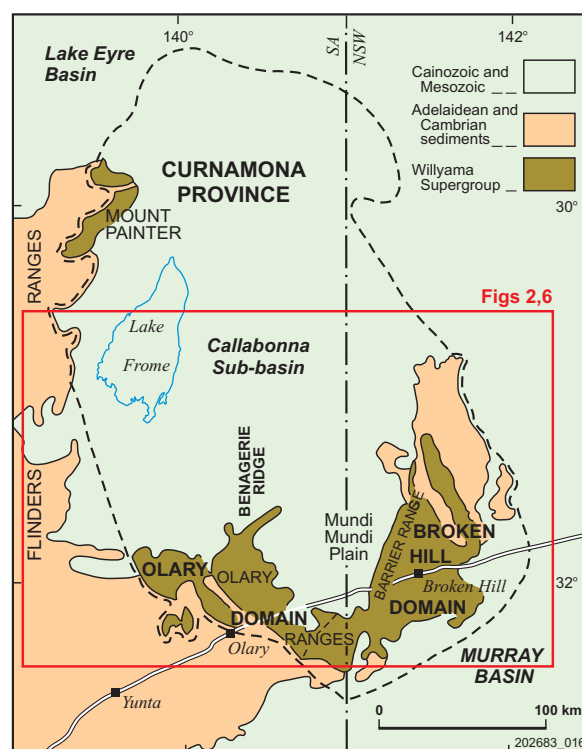 140°
142°
Lake Eyre
Basin
SA
NSW
Cainozoic and
Mesozoic
Adelaidean and
Cambrian
sediments
Willyama
Supergroup
30°
CURNAMONA
PROVINCE
MOUNT
PAINTER
RANGES
Figs 2,6
Lake
Frome
Callabonna
Sub-basin
BENAGERIE
RIDGE
FLINDERS
Mundi
Mundi
Plain
BARRIER RANGE
BROKEN
HILL
Broken Hill
DOMAIN
32°
OLARY
OLARY
DOMAIN
RANGES
Olary
MURRAY
BASIN
Yunta
0
100 km
202683_016